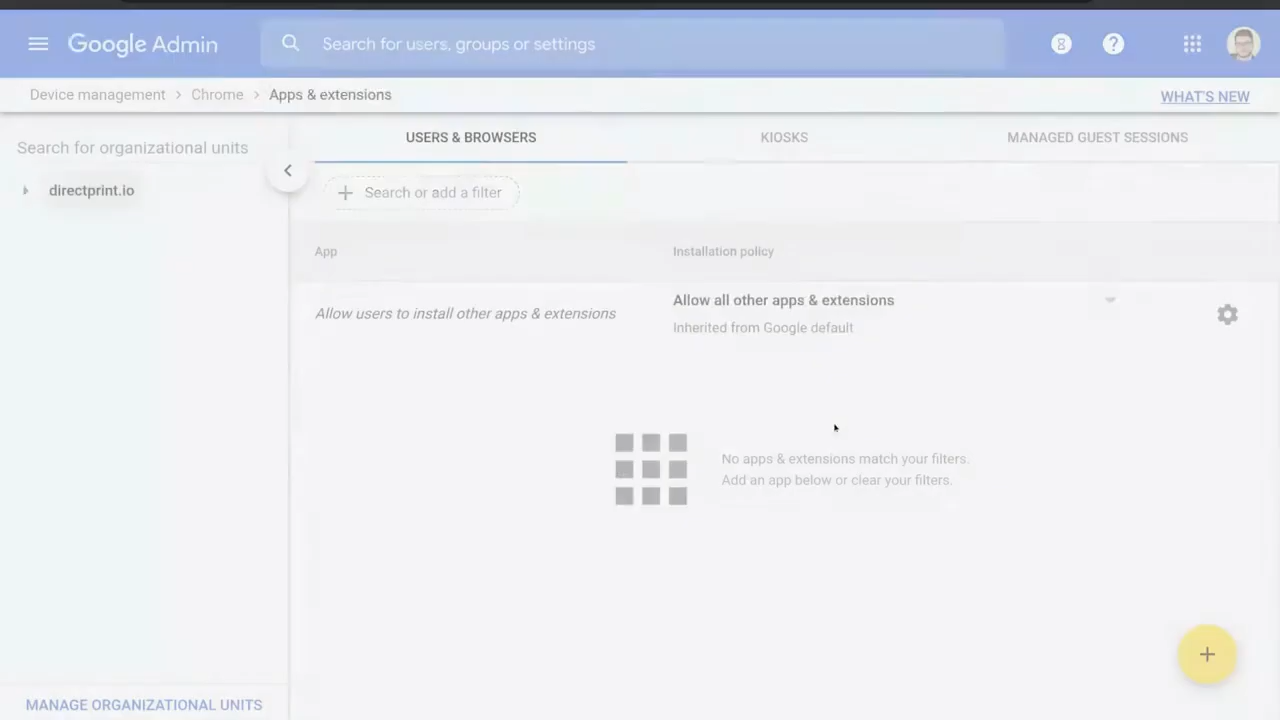 Google Admin
Search for users, groups or settings
Device management > Chrome > Apps & extensions
WHAT'S NEW
Search for organizational units
directprint.io
MANAGE ORGANIZATIONAL UNITS
USERS & BROWSERS
KIOSKS
MANAGED GUEST SESSIONS
Search or add a filter
App
Installation policy
Allow users to install other apps & extensions
Allow all other apps & extensions
Inherited from Google default
No apps & extensions match your filters.
Add an app below or clear your filters.